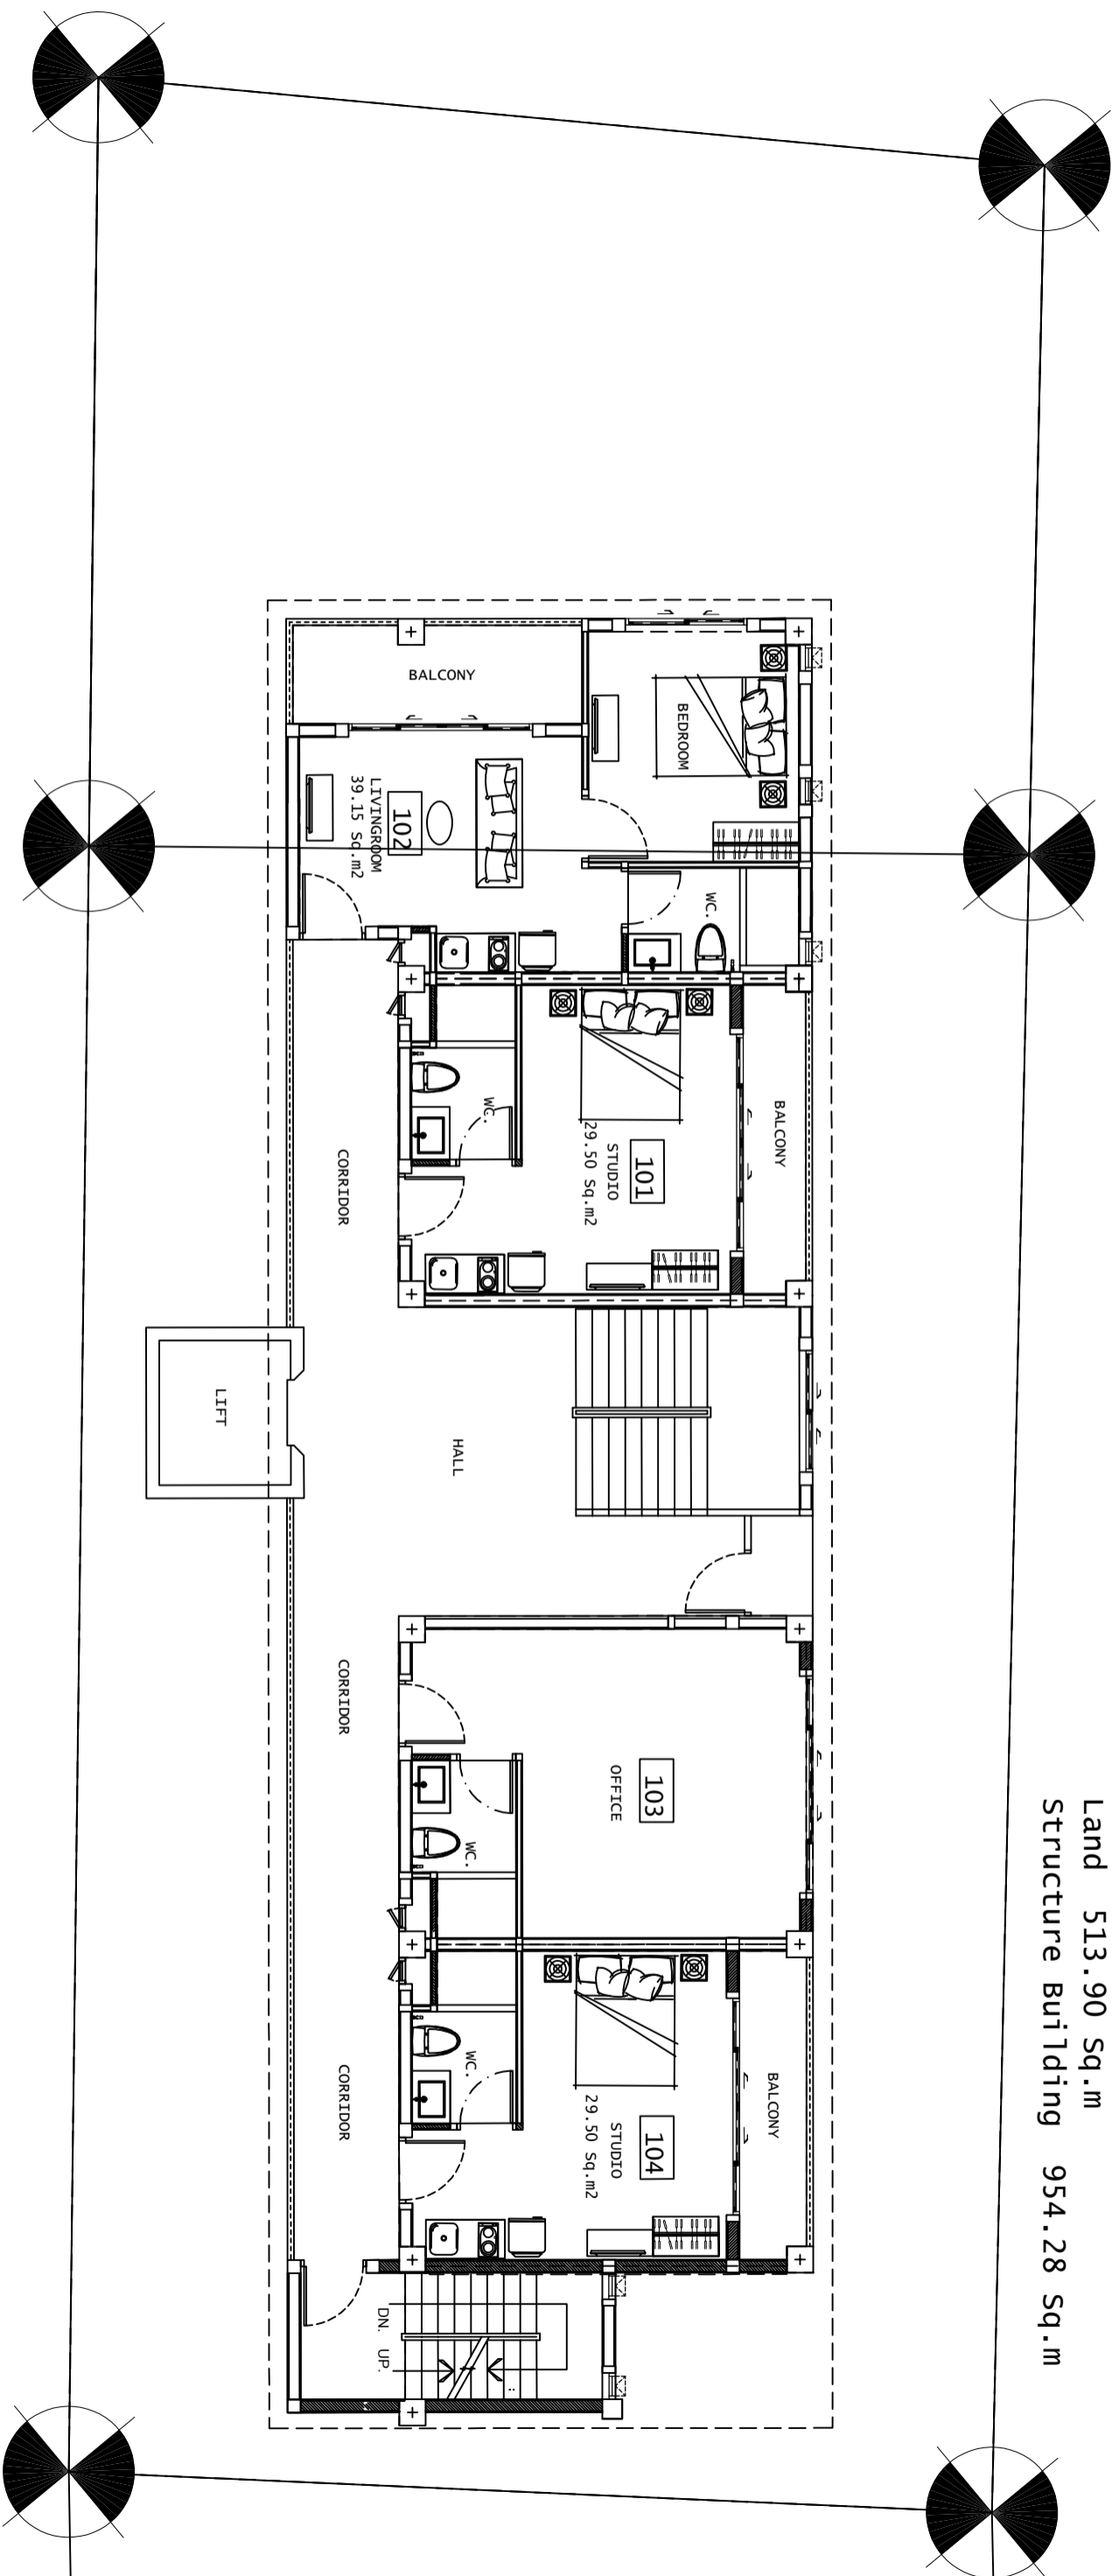 Land 513.90 Sq.m
Structure Building 954.28 Sq.m
BALCONY
BEDROOM
102
LIVINGROOM
39.15 Sq.m2
WC.
BALCONY
101
STUDIO
29.50 Sq.m2
WC.
CORRIDOR
LIFT
HALL
CORRIDOR
103
OFFICE
WC.
CORRIDOR
WC.
BALCONY
104
STUDIO
29.50 Sq.m2
DN.
UP.